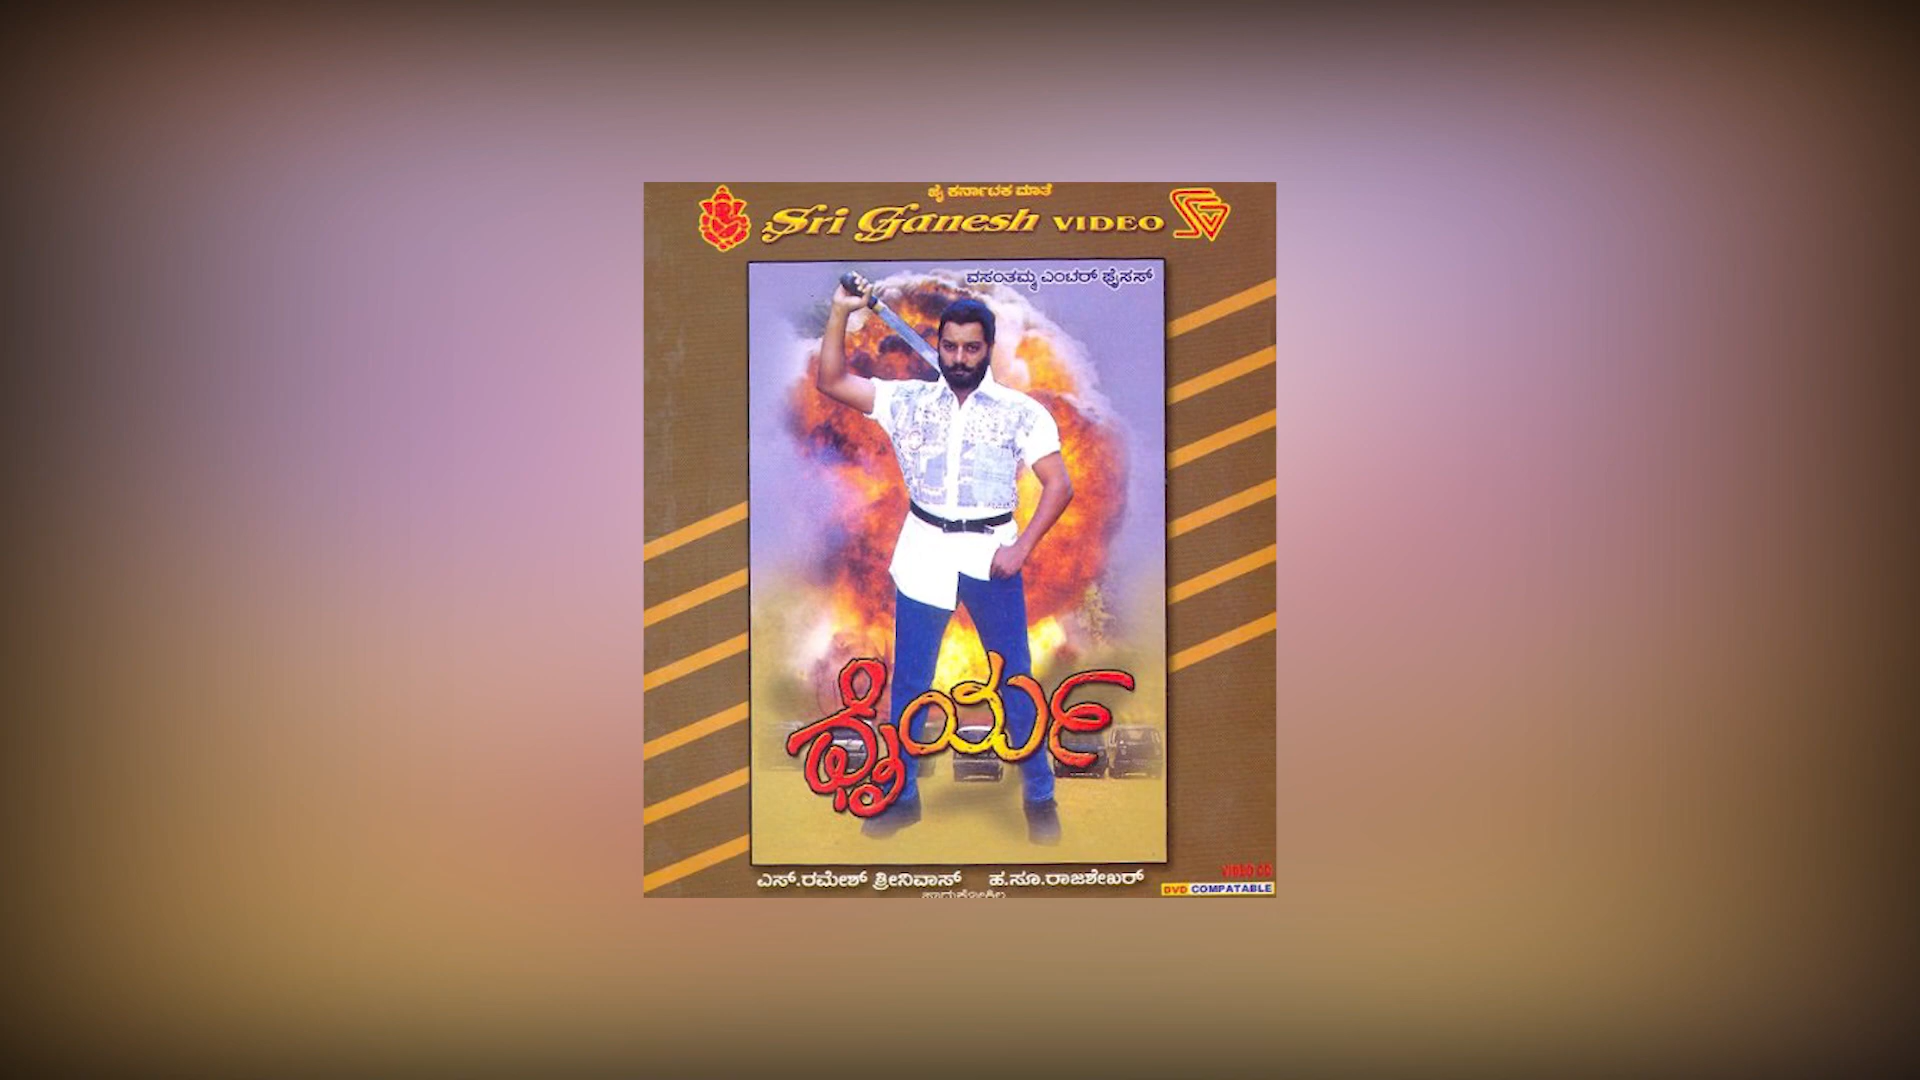 ಜೈ ಕರ್ನಾಟಕ ಮಾತೆ
Sri Ganesh VIDEO
ವಸಂತಮ್ಮ ಎಂಟರ್ ಪ್ರೈಸಸ್
ಧೈರ್ಯ
ಎಸ್.ರಮೇಶ್ ಶ್ರೀನಿವಾಸ್ ಹ.ಸೂ.ರಾಜಶೇಖರ್
VIDEO CD
DVD COMPATABLE